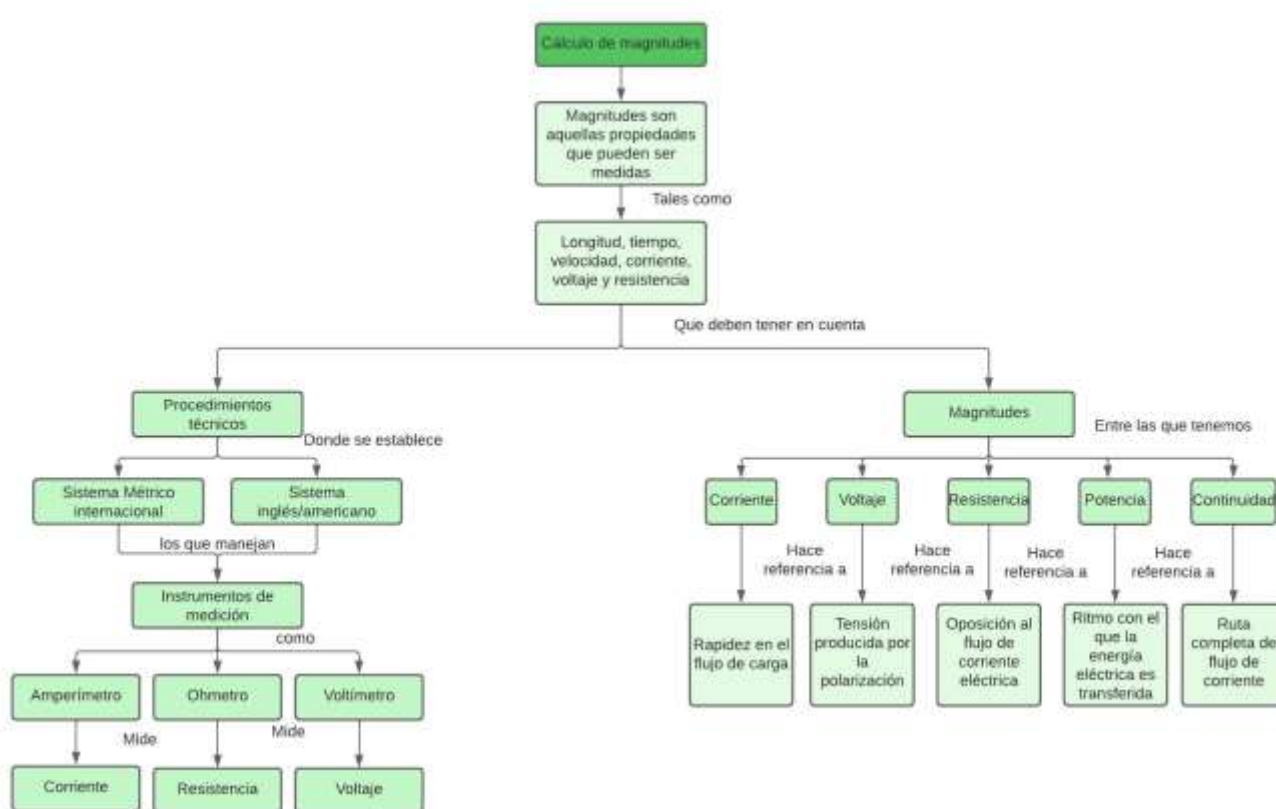 Cálculo de magnitudes
Magnitudes son
aquellas propiedades
que pueden ser
medidas
Tales como
Longitud, tiempo,
velocidad, corriente,
voltaje y resistencia
Que deben tener en cuenta
Procedimientos
técnicos
Donde se establece
Sistema Métrico
internacional
Sistema
inglés/americano
los que manejan
Instrumentos de
medición
como
Amperímetro
Ohmetro
Voltímetro
Mide
Mide
Corriente
Resistencia
Voltaje
Magnitudes
Entre las que tenemos
Corriente
Voltaje
Resistencia
Potencia
Continuidad
Hace
referencia a
Hace
referencia a
Hace
referencia a
Hace
referencia a
Rapidez en el
flujo de carga
Tensión
producida por
la
polarización
Oposición al
flujo de
corriente
eléctrica
Ritmo con el
que la
energía
eléctrica es
transferida
Ruta
completa de
flujo de
corriente